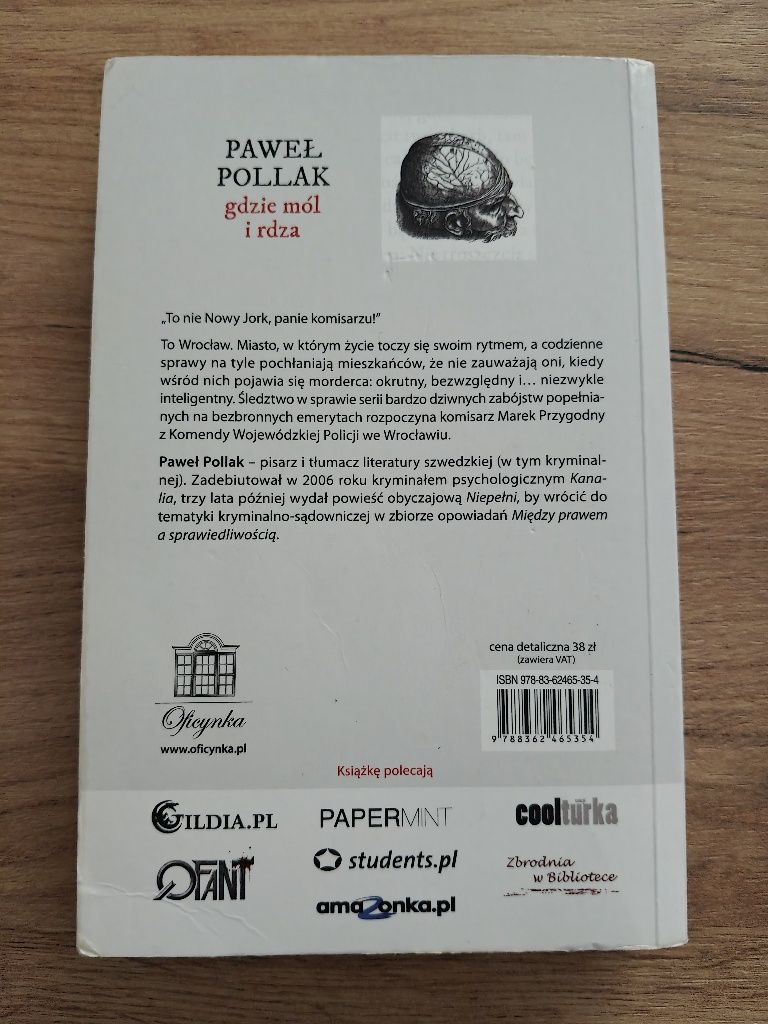 PAWEŁ
POLLAK
gdzie mól
i rdza
„To nie Nowy Jork, panie komisarzu!”
To Wrocław. Miasto, w którym życie toczy się swoim rytmem, a codzienne
sprawy na tyle pochłaniają mieszkańców, że nie zauważają oni, kiedy
wśród nich pojawia się morderca: okrutny, bezwzględny i... niezwykle
inteligentny. Śledztwo w sprawie serii bardzo dziwnych zabójstw popełnia-
nych na bezbronnych emerytach rozpoczyna komisarz Marek Przygodny
z Komendy Wojewódzkiej Policji we Wrocławiu.
Paweł Pollak – pisarz i tłumacz literatury szwedzkiej (w tym kryminal-
nej). Zadebiutował w 2006 roku kryminałem psychologicznym Kana-
lia, trzy lata później wydał powieść obyczajową Niepełni, by wrócić do
tematyki kryminalno-sądowniczej w zbiorze opowiadań Między prawem
a sprawiedliwością.
cena detaliczna 38 zł
(zawiera VAT)
ISBN 978-83-62465-35-4
9 788362 465354
Oficynka
www.oficynka.pl
Książkę polecają
GILDIA.PL
PAPERMINT
coolturka
QFANT
students.pl
Zbrodnia
w Bibliotece
amazonka.pl